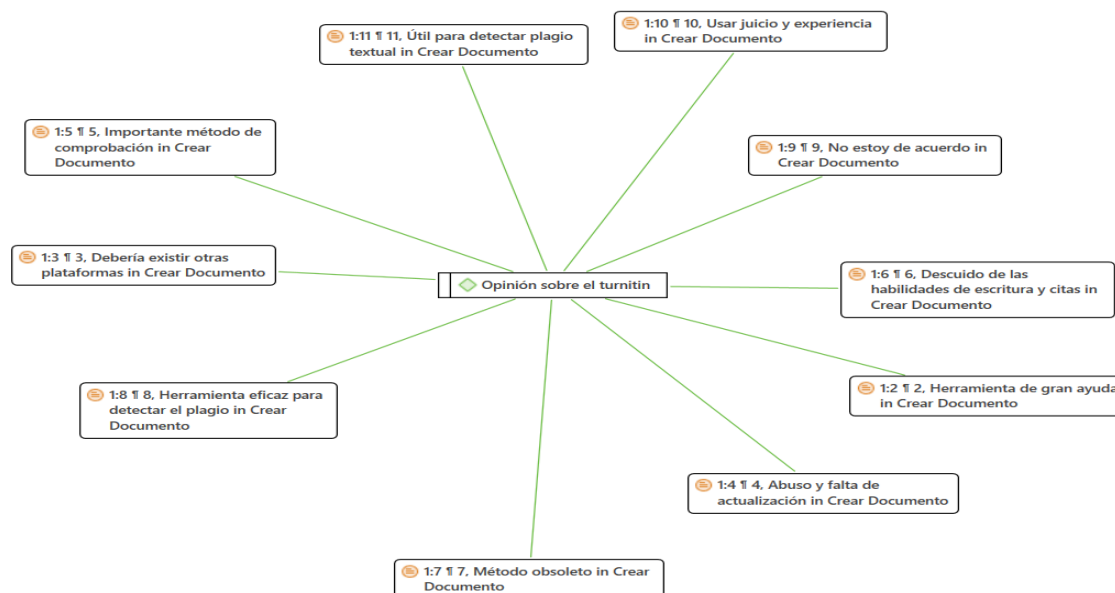 1:10 ¶ 10, Usar juicio y experiencia
in Crear Documento
1:11 ¶ 11, Útil para detectar plagio
textual in Crear Documento
1:5 ¶ 5, Importante método de
comprobación in Crear
Documento
1:9 ¶ 9, No estoy de acuerdo in
Crear Documento
1:3 ¶ 3, Debería existir otras
plataformas in Crear Documento
Opinión sobre el turnitin
1:6 ¶ 6, Descuido de las
habilidades de escritura y citas in
Crear Documento
1:8 ¶ 8, Herramienta eficaz para
detectar el plagio in Crear
Documento
1:2 ¶ 2, Herramienta de gran ayuda
in Crear Documento
1:4 ¶ 4, Abuso y falta de
actualización in Crear Documento
1:7 ¶ 7, Método obsoleto in Crear
Documento